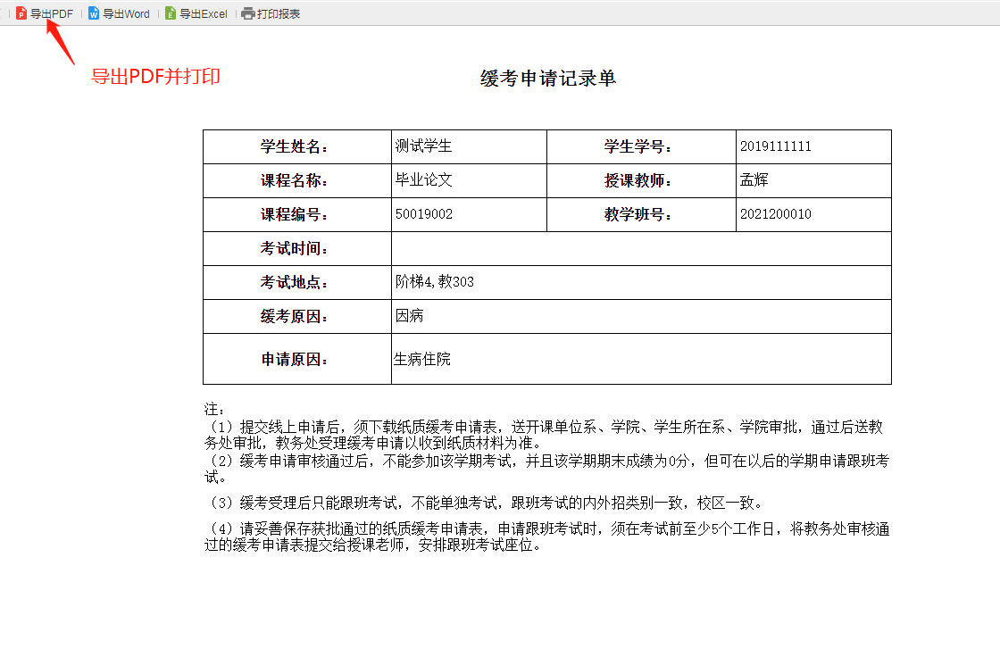 导出PDF 导出Word 导出Excel 打印报表
导出PDF并打印
缓考申请记录单
学生姓名： 测试学生 学生学号： 2019111111
课程名称： 毕业论文 授课教师： 孟辉
课程编号： 50019002 教学班号： 2021200010
考试时间：
考试地点： 阶梯4,教303
缓考原因： 因病
申请原因： 生病住院
注：
（1）提交线上申请后，须下载纸质缓考申请表，送开课单位系、学院、学生所在系、学院审批，通过后送教
务处审批，教务处受理缓考申请以收到纸质材料为准。
（2）缓考申请审核通过后，不能参加该学期考试，并且该学期期末成绩为0分，但可在以后的学期申请跟班考
试。
（3）缓考受理后只能跟班考试，不能单独考试，跟班考试的内外招类别一致，校区一致。
（4）请妥善保存获批通过的纸质缓考申请表，申请跟班考试时，须在考试前至少5个工作日，将教务处审核通
过的缓考申请表提交给授课老师，安排跟班考试座位。